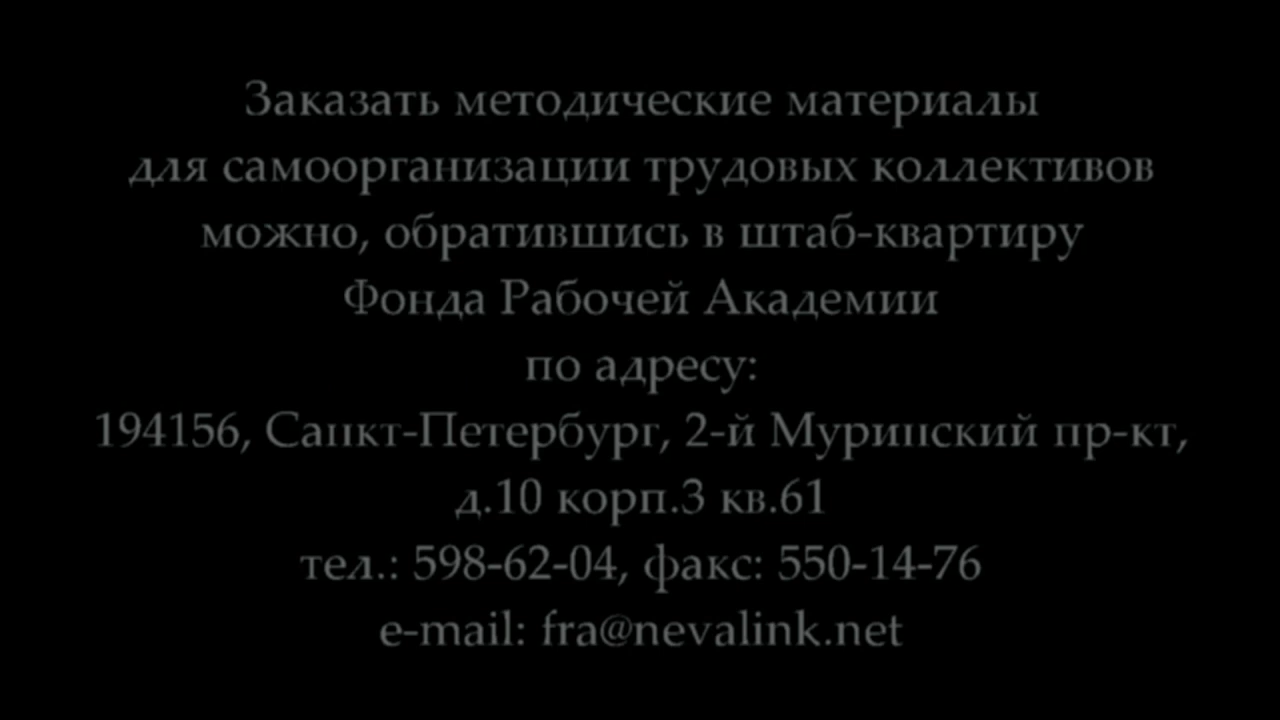 Заказать методические материалы
для самоорганизации трудовых коллективов
можно, обратившись в штаб-квартиру
Фонда Рабочей Академии
по адресу:
194156, Санкт-Петербург, 2-й Муринский пр-кт,
д.10 корп.3 кв.61
тел.: 598-62-04, факс: 550-14-76
e-mail: fra@nevalink.net